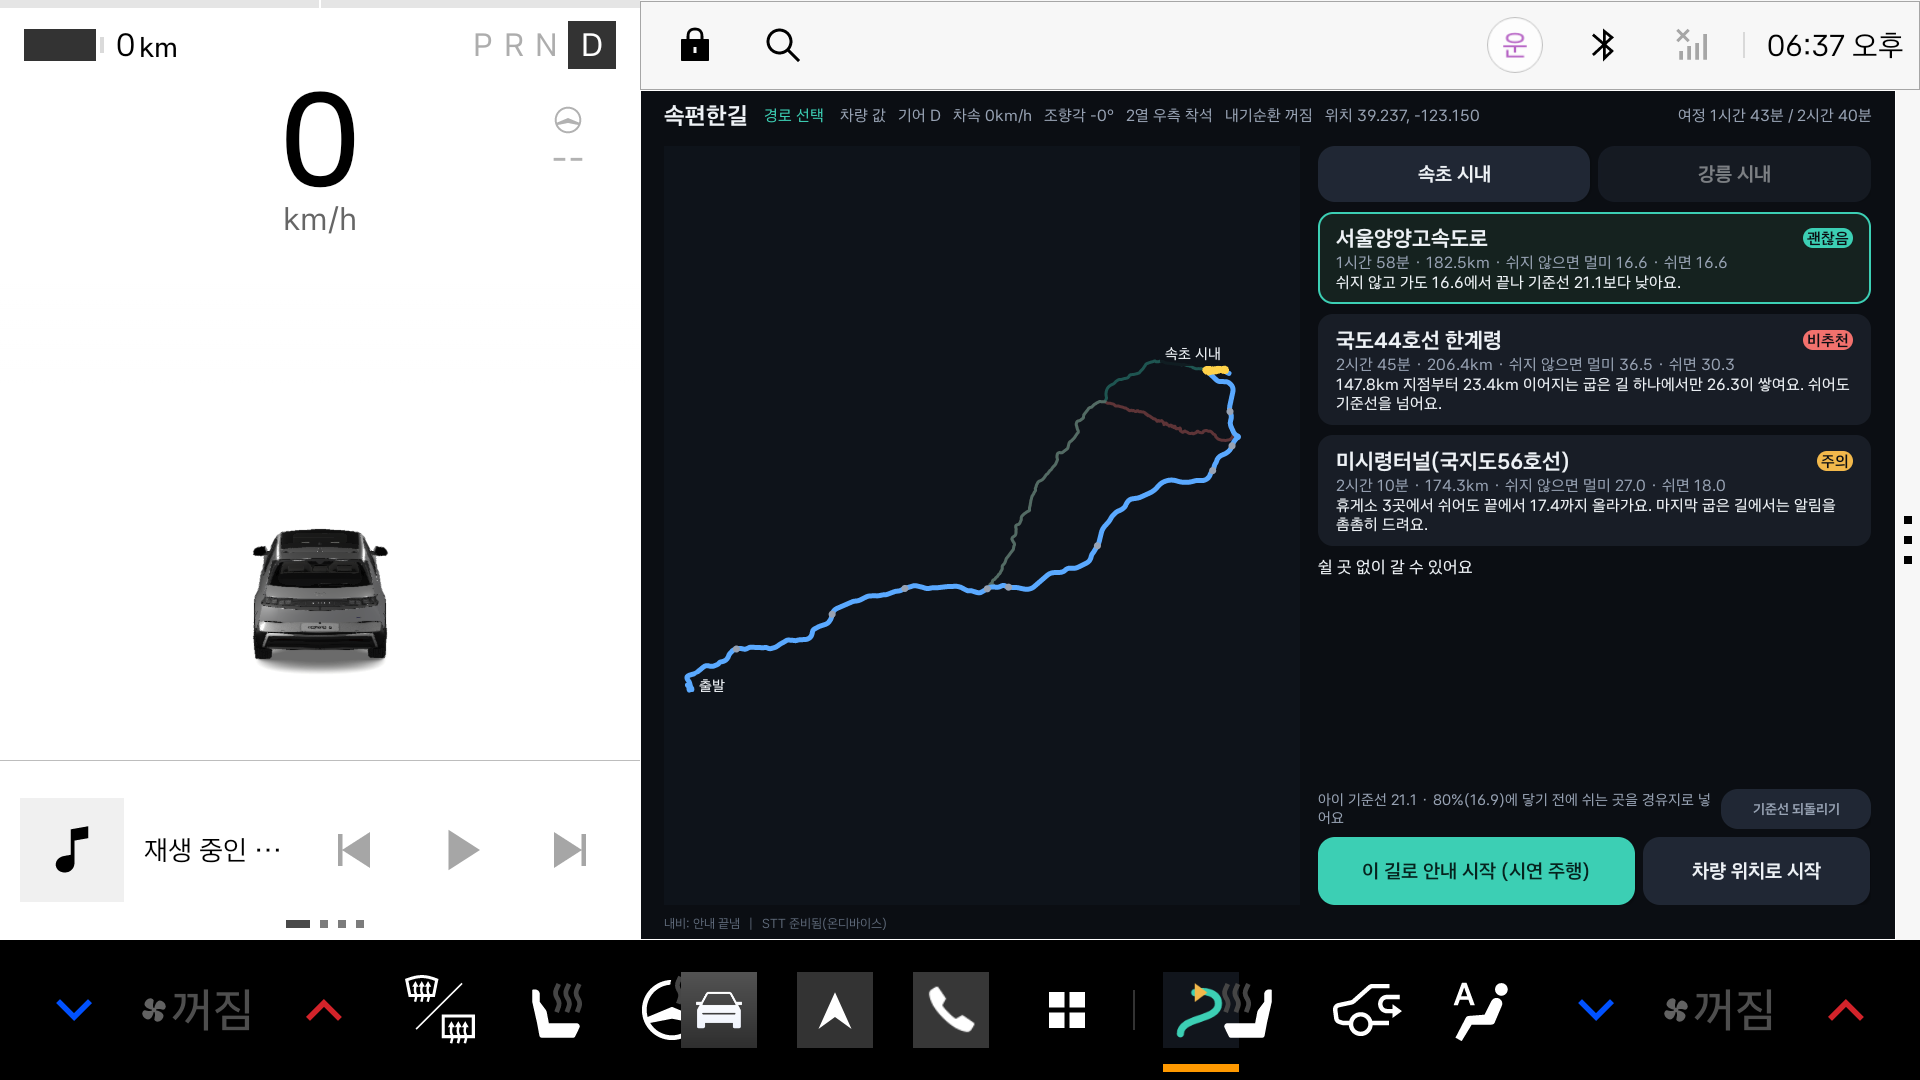 0 km
P R N D
0
km/h
--
재생 중인 ⋯
운
06:37 오후
속편한길 경로 선택 차량 값 기어 D 차속 0km/h 조향각 -0° 2열 우측 착석 내기순환 꺼짐 위치 39.237, -123.150 여정 1시간 43분 / 2시간 40분
속초 시내
출발
속초 시내
강릉 시내
서울양양고속도로 괜찮음
1시간 58분 · 182.5km · 쉬지 않으면 멀미 16.6 · 쉬면 16.6
쉬지 않고 가도 16.6에서 끝나 기준선 21.1보다 낮아요.
국도44호선 한계령 비추천
2시간 45분 · 206.4km · 쉬지 않으면 멀미 36.5 · 쉬면 30.3
147.8km 지점부터 23.4km 이어지는 굽은 길 하나에서만 26.3이 쌓여요. 쉬어도
기준선을 넘어요.
미시령터널(국지도56호선) 주의
2시간 10분 · 174.3km · 쉬지 않으면 멀미 27.0 · 쉬면 18.0
휴게소 3곳에서 쉬어도 끝에서 17.4까지 올라가요. 마지막 굽은 길에서는 알림을
촘촘히 드려요.
쉴 곳 없이 갈 수 있어요
아이 기준선 21.1 · 80%(16.9)에 닿기 전에 쉬는 곳을 경유지로 넣
어요
기준선 되돌리기
이 길로 안내 시작 (시연 주행)
차량 위치로 시작
내비: 안내 끝냄 | STT 준비됨(온디바이스)
꺼짐
A
꺼짐